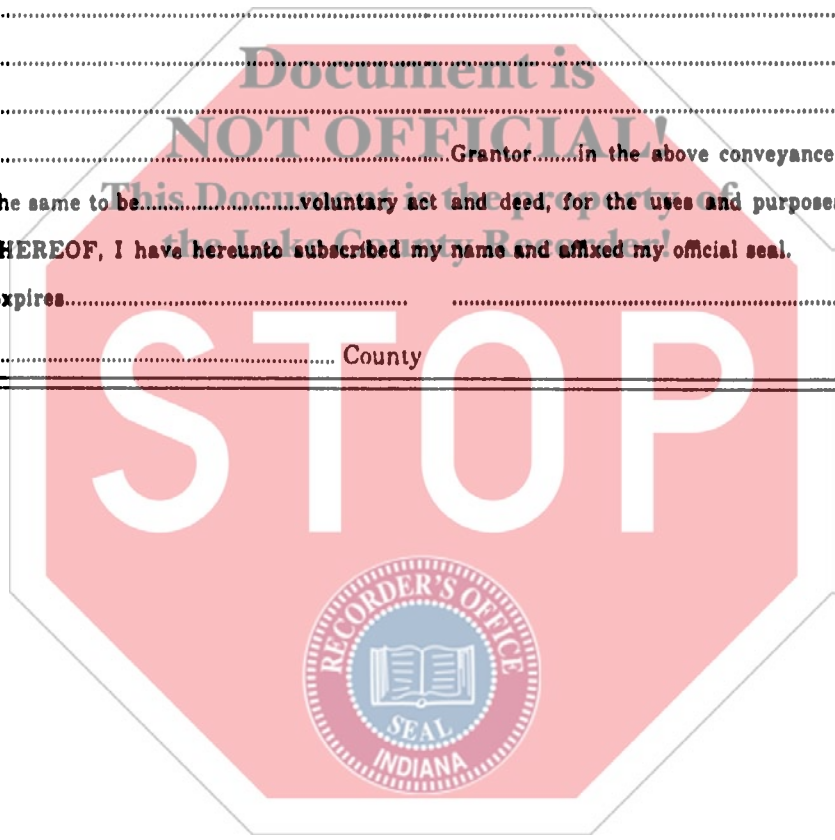 Document is
NOT OFFICIAL!
Grantor........in the above conveyance
This Document is the property of
he same to be............................voluntary act and deed, for the uses and purpose
the Lake County Recorder!
HEREOF, I have hereunto subscribed my name and affixed my official seal.
xpires
County
STOP
RECORDER'S OFFICE
SEAL
INDIANA